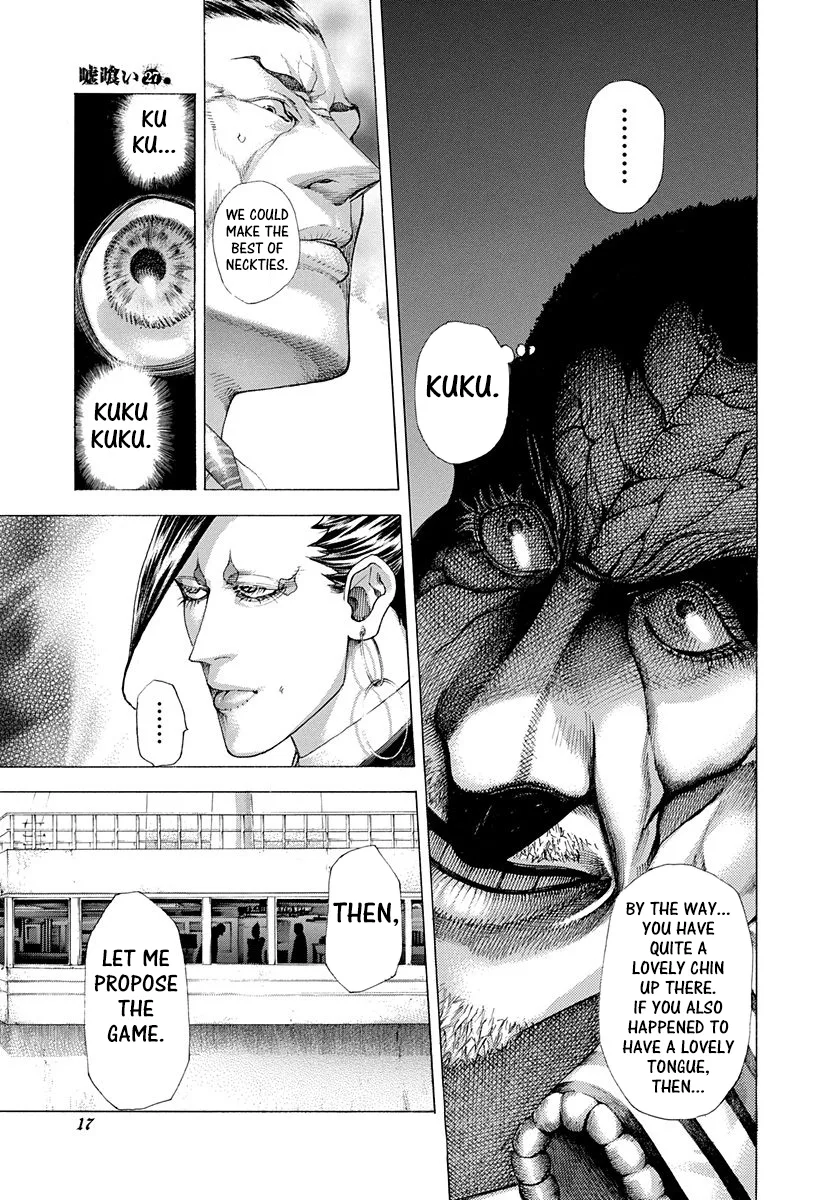 ………
KUKU.
BY THE WAY...
YOU HAVE
QUITE A
LOVELY CHIN
UP THERE.
IF YOU ALSO
HAPPENED TO
HAVE A LOVELY
TONGUE,
THEN...
嘘喰い 27
WE COULD
MAKE THE
BEST OF
NECKTIES.
KU
KU...
KUKU
KUKU.
……
THEN,
LET ME
PROPOSE
THE
GAME.
17